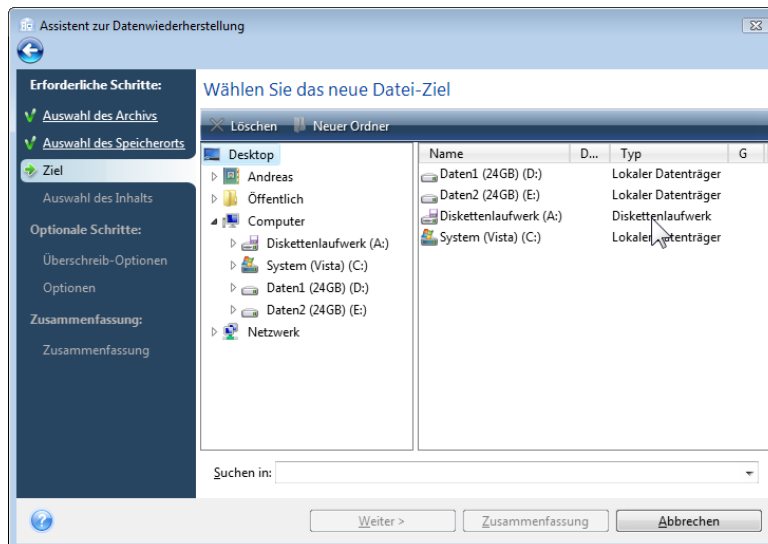 Assistent zur Datenwiederherstellung
Erforderliche Schritte:
Auswahl des Archivs
Auswahl des Speicherorts
Ziel
Auswahl des Inhalts
Optionale Schritte:
Überschreib-Optionen
Optionen
Zusammenfassung:
Zusammenfassung
Wählen Sie das neue Datei-Ziel
Löschen Neuer Ordner
Desktop
Andreas
Öffentlich
Computer
Diskettenlaufwerk (A:)
System (Vista) (C:)
Daten1 (24GB) (D:)
Daten2 (24GB) (E:)
Netzwerk
Name D... Typ G
Daten1 (24GB) (D:) Lokaler Datenträger
Daten2 (24GB) (E:) Lokaler Datenträger
Diskettenlaufwerk (A:) Diskettenlaufwerk
System (Vista) (C:) Lokaler Datenträger
Suchen in:
Weiter > Zusammenfassung Abbrechen